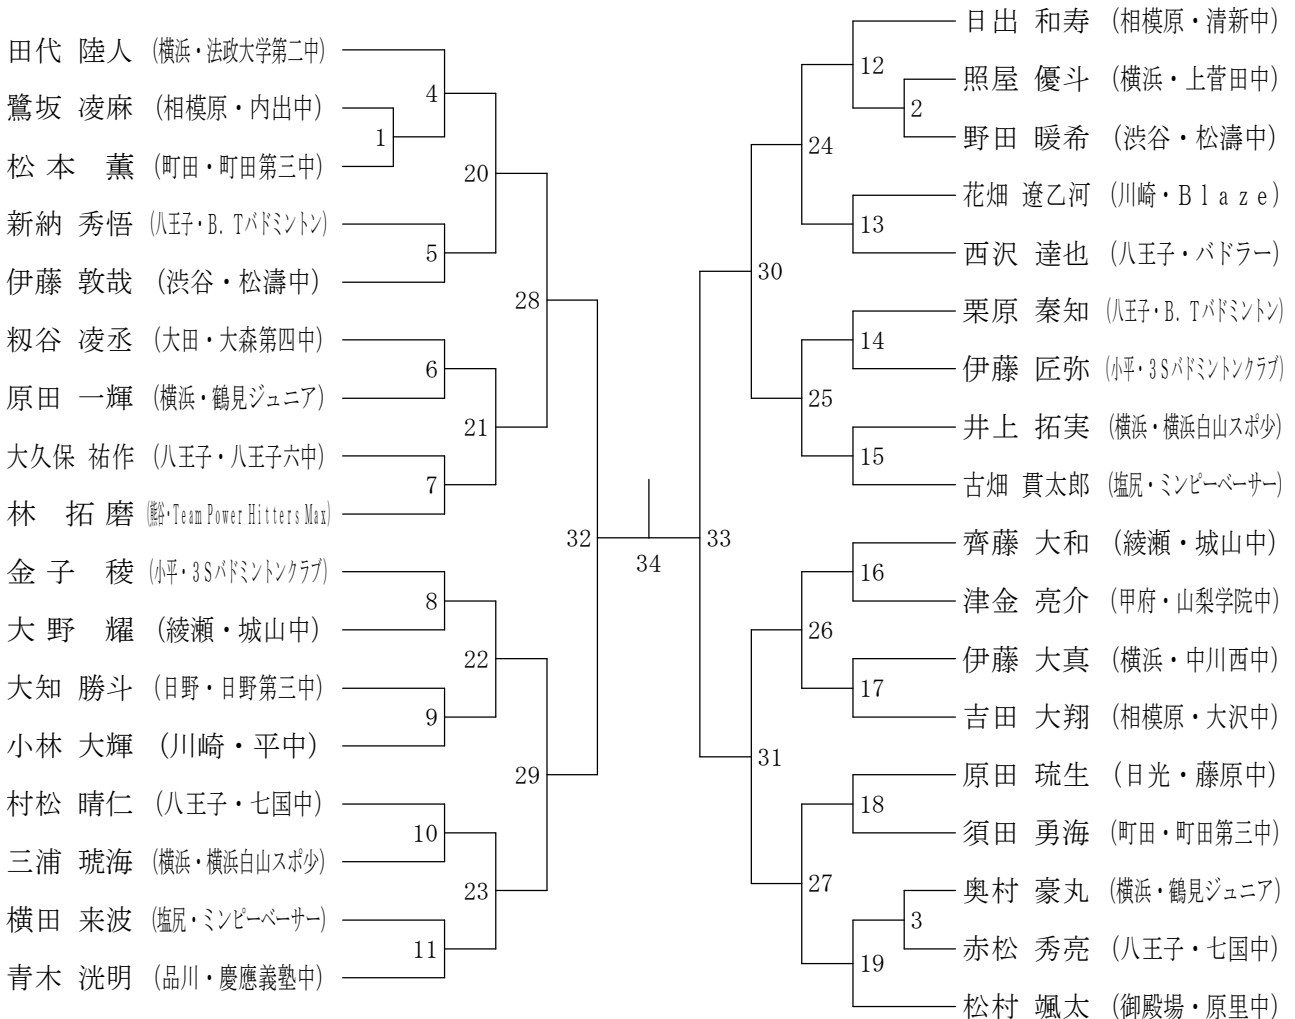 田代 陸人 (横浜・法政大学第二中)
鷺坂 凌麻 (相模原・内出中)
松本 薫 (町田・町田第三中)
新納 秀悟 (八王子・B.Tバドミントン)
伊藤 敦哉 (渋谷・松濤中)
籾谷 凌丞 (大田・大森第四中)
原田 一輝 (横浜・鶴見ジュニア)
大久保 祐作 (八王子・八王子六中)
林 拓磨 (熊谷・Team Power Hitters Max)
金子 稜 (小平・3Sバドミントンクラブ)
大野 耀 (綾瀬・城山中)
大知 勝斗 (日野・日野第三中)
小林 大輝 (川崎・平中)
村松 晴仁 (八王子・七国中)
三浦 琥海 (横浜・横浜白山スポ少)
横田 来波 (塩尻・ミンピーベーサー)
青木 洸明 (品川・慶應義塾中)
1
4
5
6
7
8
9
10
11
20
21
22
23
28
29
32
34
33
30
31
24
25
26
27
12
2
13
14
15
16
17
18
3
19
日出 和寿 (相模原・清新中)
照屋 優斗 (横浜・上菅田中)
野田 暖希 (渋谷・松濤中)
花畑 遼乙河 (川崎・Blaze)
西沢 達也 (八王子・バドラー)
栗原 秦知 (八王子・B.Tバドミントン)
伊藤 匠弥 (小平・3Sバドミントンクラブ)
井上 拓実 (横浜・横浜白山スポ少)
古畑 貫太郎 (塩尻・ミンピーベーサー)
齊藤 大和 (綾瀬・城山中)
津金 亮介 (甲府・山梨学院中)
伊藤 大真 (横浜・中川西中)
吉田 大翔 (相模原・大沢中)
原田 琉生 (日光・藤原中)
須田 勇海 (町田・町田第三中)
奥村 豪丸 (横浜・鶴見ジュニア)
赤松 秀亮 (八王子・七国中)
松村 颯太 (御殿場・原里中)